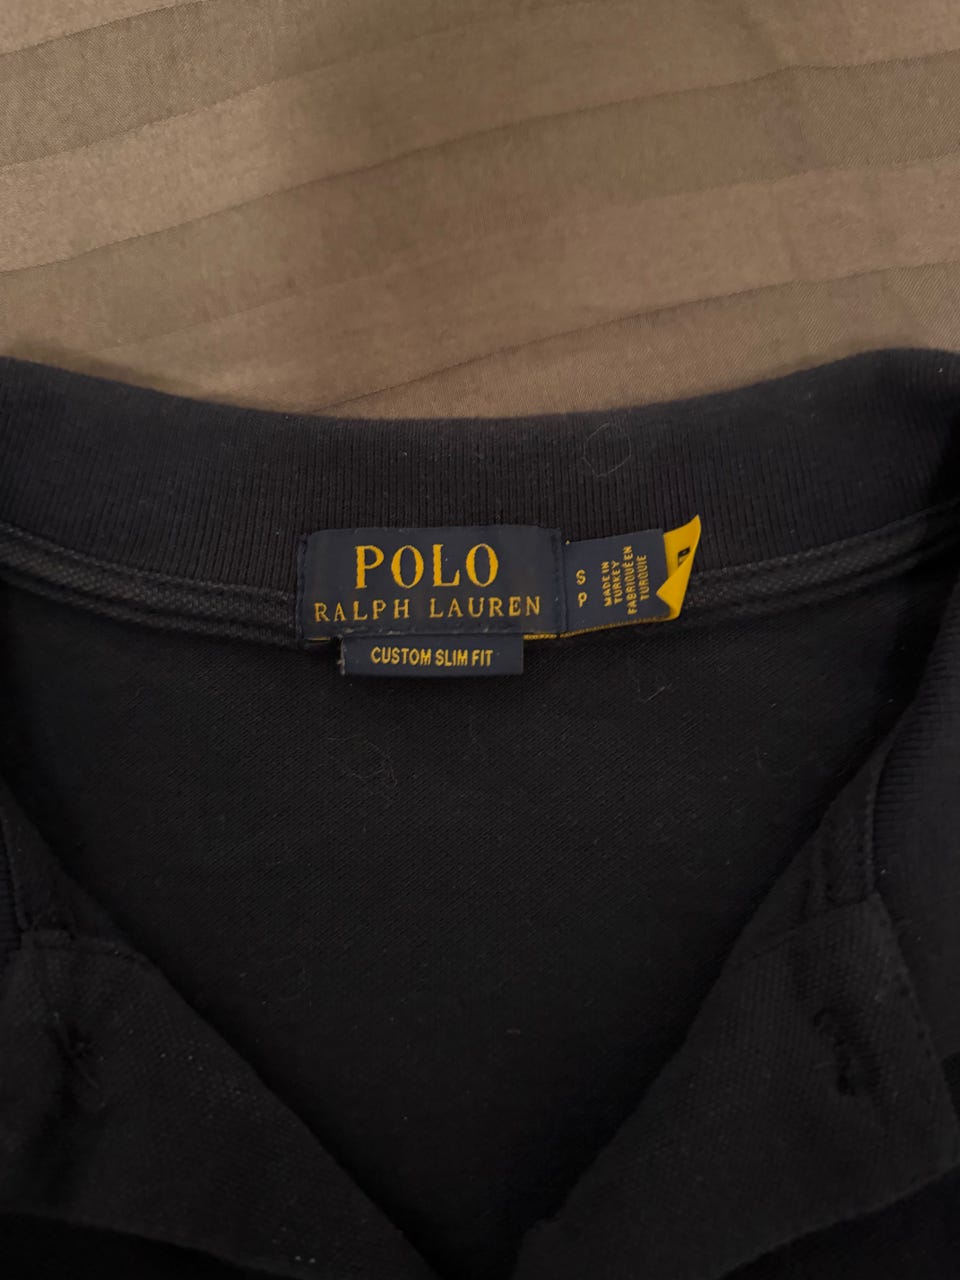 POLO
RALPH LAUREN
CUSTOM SLIM FIT
S
P
MADE IN
TURKEY
FABRIQUÉ EN
TURQUIE